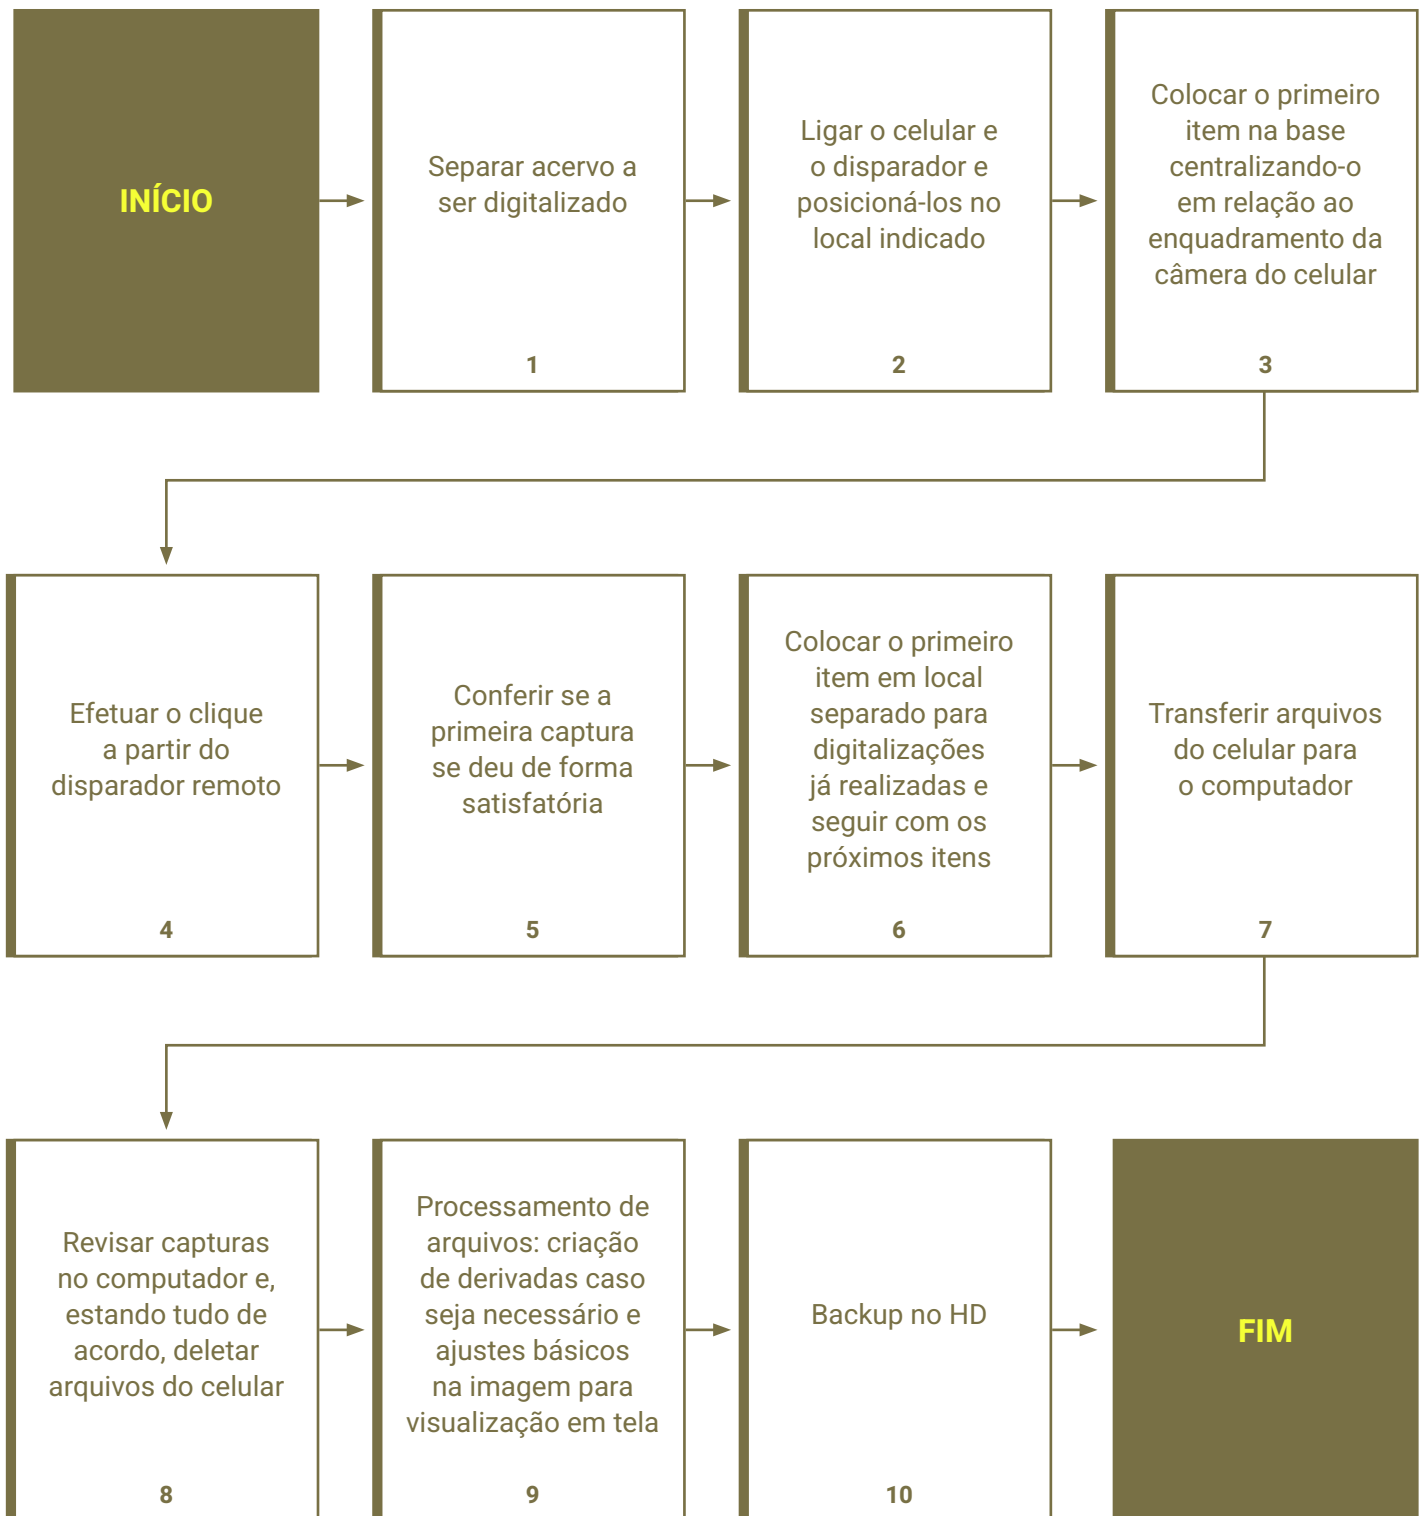 INÍCIO
Separar acervo a
ser digitalizado
1
Ligar o celular e
o disparador e
posicioná-los no
local indicado
2
Colocar o primeiro
item na base
centralizando-o
em relação ao
enquadramento da
câmera do celular
3
Efetuar o clique
a partir do
disparador remoto
4
Conferir se a
primeira captura
se deu de forma
satisfatória
5
Colocar o primeiro
item em local
separado para
digitalizações
já realizadas e
seguir com os
próximos itens
6
Transferir arquivos
do celular para
o computador
7
Revisar capturas
no computador e,
estando tudo de
acordo, deletar
arquivos do celular
8
Processamento de
arquivos: criação
de derivadas caso
seja necessário e
ajustes básicos
na imagem para
visualização em tela
9
Backup no HD
10
FIM